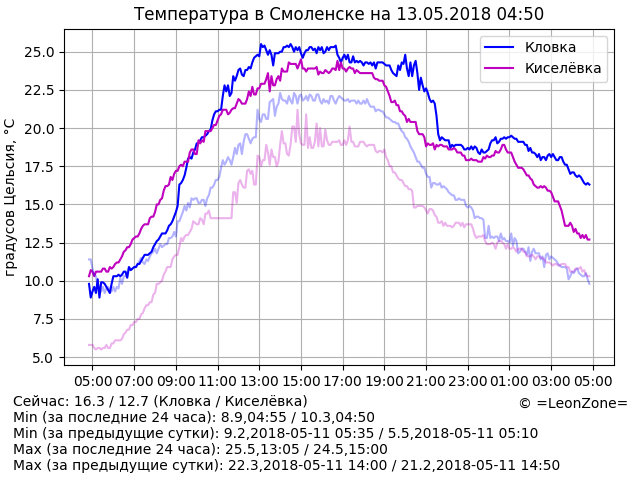 Температура в Смоленске на 13.05.2018 04:50
градусов Цельсия, °C
25.0
22.5
20.0
17.5
15.0
12.5
10.0
7.5
5.0
Кловка
Киселёвка
05:00 07:00 09:00 11:00 13:00 15:00 17:00 19:00 21:00 23:00 01:00 03:00 05:00
Сейчас: 16.3 / 12.7 (Кловка / Киселёвка)
© =LeonZone=
Min (за последние 24 часа): 8.9,04:55 / 10.3,04:50
Min (за предыдущие сутки): 9.2,2018-05-11 05:35 / 5.5,2018-05-11 05:10
Max (за последние 24 часа): 25.5,13:05 / 24.5,15:00
Max (за предыдущие сутки): 22.3,2018-05-11 14:00 / 21.2,2018-05-11 14:50